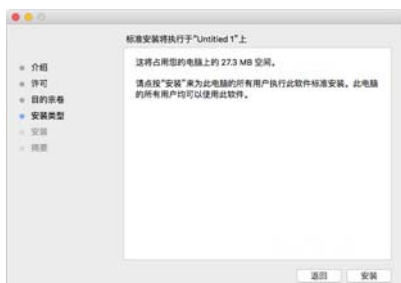 标准安装将执行于“Untitled 1”上
介绍
许可
目的宗卷
安装类型
安装
摘要
这将占用您的电脑上的 27.3 MB 空间。
请点按“安装”来为此电脑的所有用户执行此软件标准安装。此电脑
的所有用户均可以使用此软件。
返回
安装